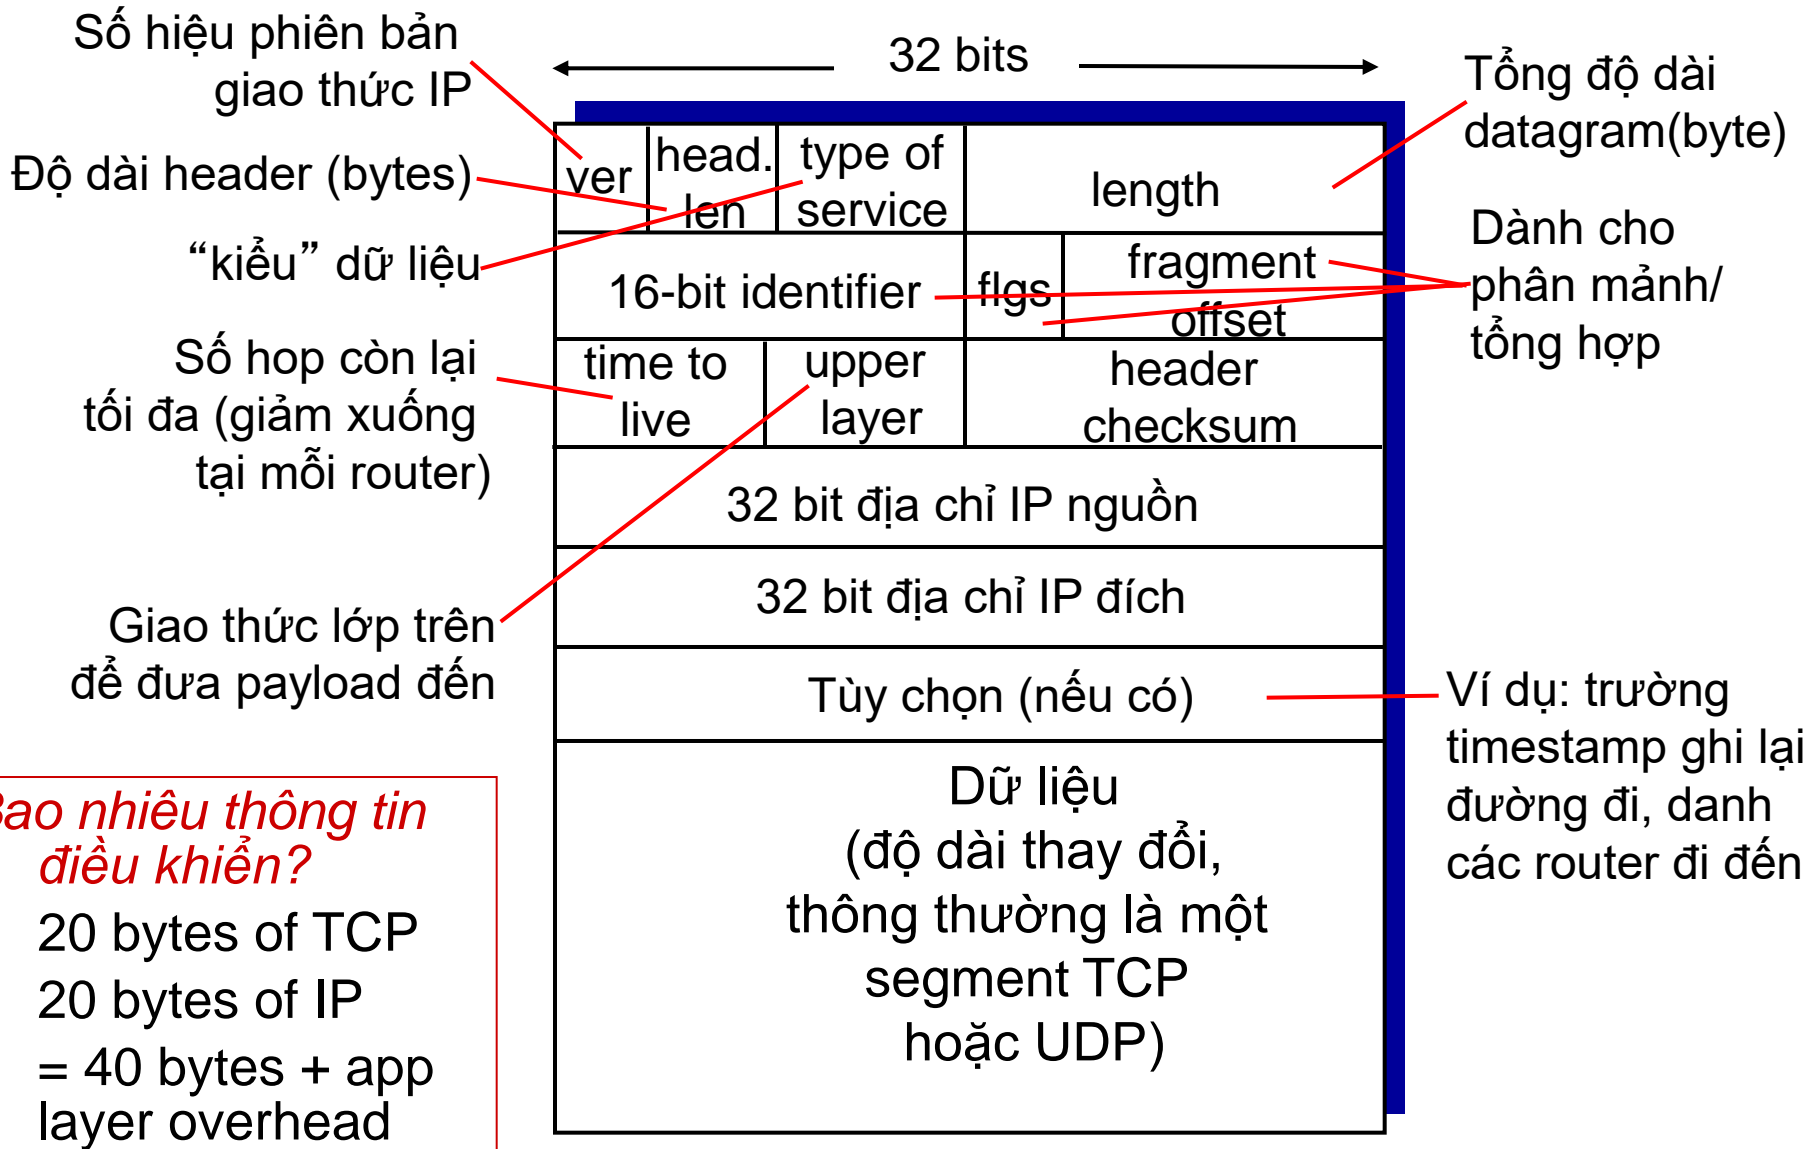 Số hiệu phiên bản
giao thức IP
32 bits
Tổng độ dài
datagram(byte)
Độ dài header (bytes)
ver
head.
len
type of
service
length
"kiểu" dữ liệu
16-bit identifier
flgs
fragment
offset
Dành cho
phân mảnh/
tổng hợp
Số hop còn lại
tối đa (giảm xuống
tại mỗi router)
time to
live
upper
layer
header
checksum
32 bit địa chỉ IP nguồn
32 bit địa chỉ IP đích
Giao thức lớp trên
để đưa payload đến
Tùy chọn (nếu có)
Ví dụ: trường
timestamp ghi lại
đường đi, danh
các router đi đến
Dữ liệu
(độ dài thay đổi,
thông thường là một
segment TCP
hoặc UDP)
Bao nhiêu thông tin
điều khiển?
20 bytes of TCP
20 bytes of IP
= 40 bytes + app
layer overhead